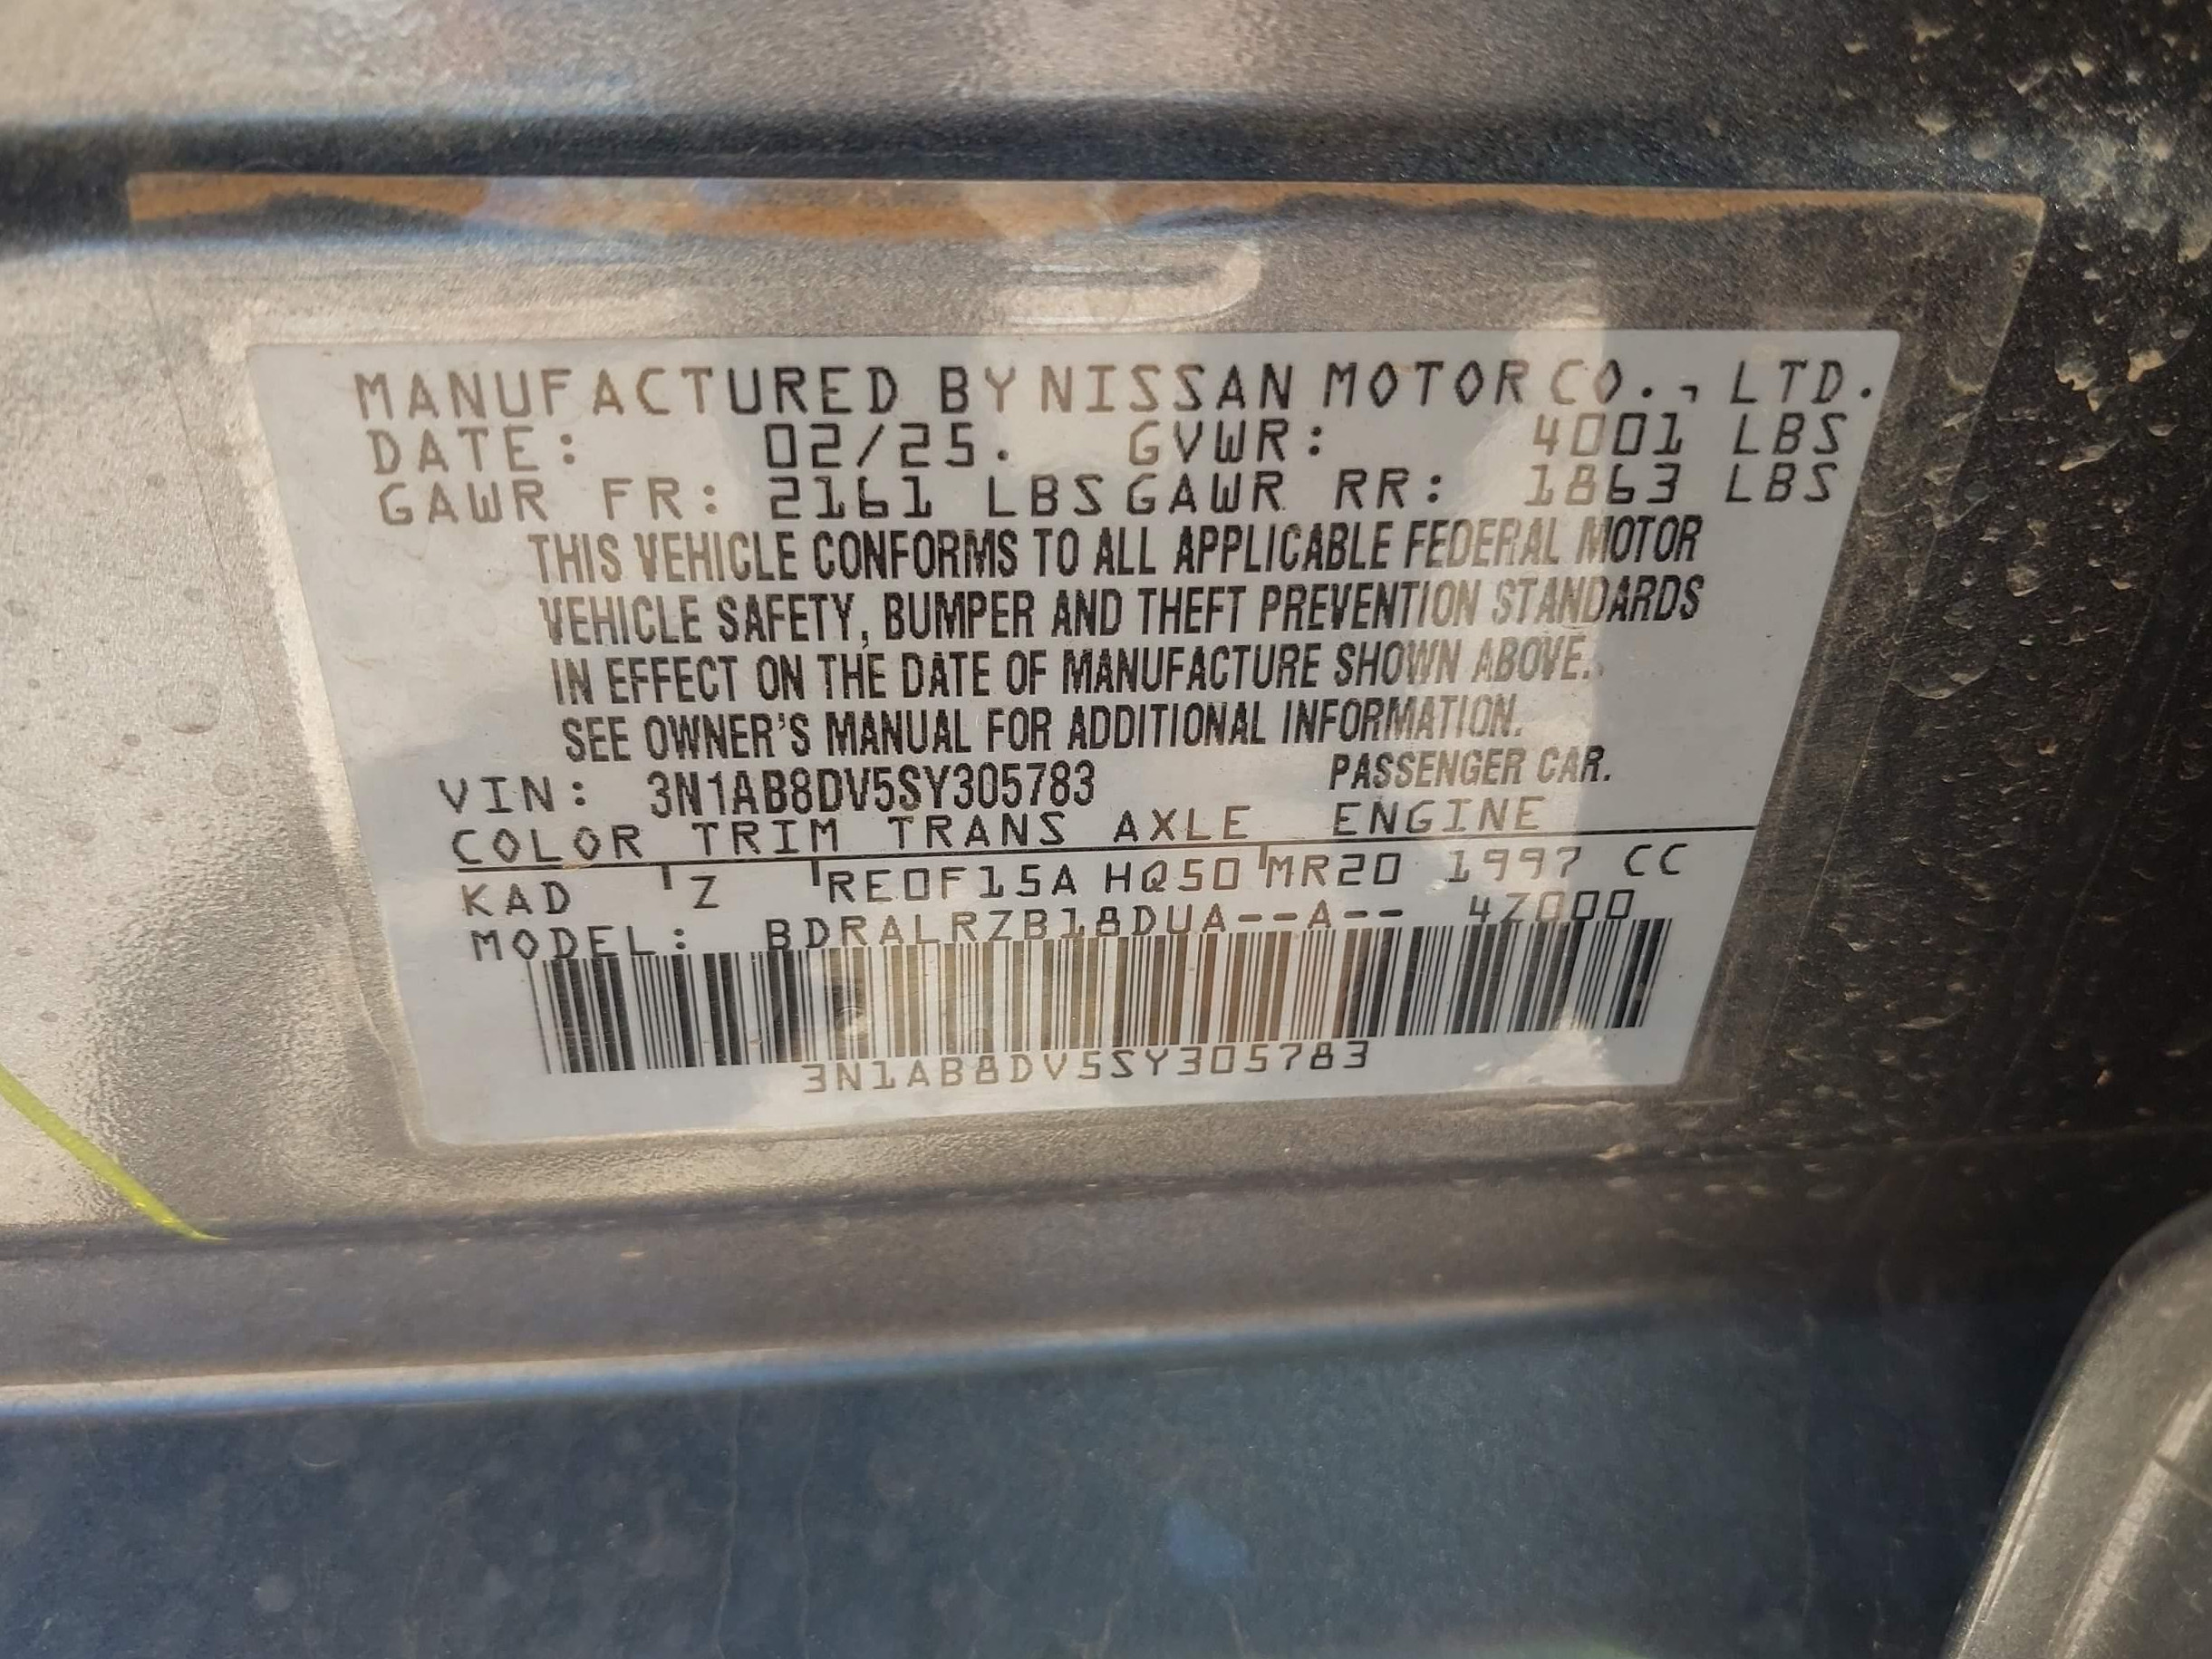 MANUFACTURED BY NISSAN MOTOR CO., LTD.
DATE: 02/25. GVWR: 4001 LBS
GAWR FR: 2161 LBS GAWR RR: 1863 LBS
THIS VEHICLE CONFORMS TO ALL APPLICABLE FEDERAL MOTOR
VEHICLE SAFETY, BUMPER AND THEFT PREVENTION STANDARDS
IN EFFECT ON THE DATE OF MANUFACTURE SHOWN ABOVE.
SEE OWNER'S MANUAL FOR ADDITIONAL INFORMATION.
VIN: 3N1AB8DV5SY305783 PASSENGER CAR.
COLOR TRIM TRANS AXLE ENGINE
KAD Z RE0F15A HQ50 MR20 1997 CC
MODEL: BDRALRZB18DUA--A-- 4Z000
3N1AB8DV5SY305783